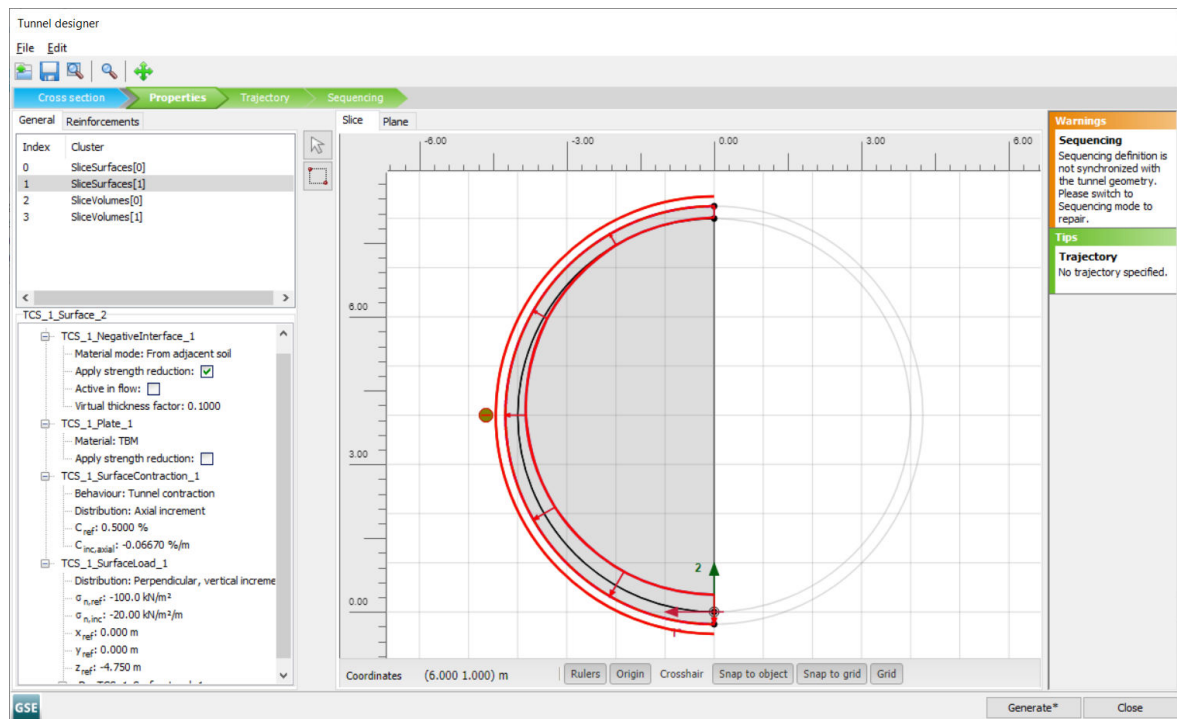 Tunnel designer
File Edit
Cross section Properties Trajectory Sequencing
General Reinforcements
Index Cluster
0 SliceSurfaces[0]
1 SliceSurfaces[1]
2 SliceVolumes[0]
3 SliceVolumes[1]
TCS_1_Surface_2
TCS_1_NegativeInterface_1
Material mode: From adjacent soil
Apply strength reduction:
Active in flow:
Virtual thickness factor: 0.1000
TCS_1_Plate_1
Material: TBM
Apply strength reduction:
TCS_1_SurfaceContraction_1
Behaviour: Tunnel contraction
Distribution: Axial increment
Cref: 0.5000 %
Cinc,axial: -0.06670 %/m
TCS_1_SurfaceLoad_1
Distribution: Perpendicular, vertical increme
σn,ref: -100.0 kN/m²
σn,inc: -20.00 kN/m²/m
xref: 0.000 m
yref: 0.000 m
zref: -4.750 m
Slice Plane
-6.00 -3.00 0.00 3.00 6.00
6.00
3.00
0.00
2
1
Coordinates (6.000 1.000) m Rulers Origin Crosshair Snap to object Snap to grid Grid
Warnings
Sequencing
Sequencing definition is
not synchronized with
the tunnel geometry.
Please switch to
Sequencing mode to
repair.
Tips
Trajectory
No trajectory specified.
GSE
Generate* Close